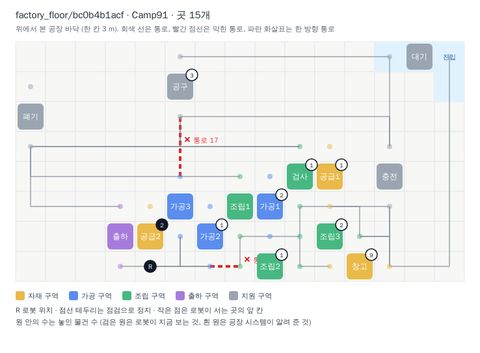 factory_floor/bc0b4b1acf · Camp91 · 곳 15개
위에서 본 공장 바닥 (한 칸 3 m). 회색 선은 통로, 빨간 점선은 막힌 통로, 파란 화살표는 한 방향 통로
대기
진입
공구 3
폐기
통로 17
검사 1
공급1 1
충전
가공3
조립1
가공1 2
출하
공급2 2
가공2 1
조립3 2
R
조립2 1
창고 9
자재 구역 가공 구역 조립 구역 출하 구역 지원 구역
R 로봇 위치 · 선 테두리는 점검으로 정지 · 작은 점은 로봇이 서는 곳의 앞 칸
원 안의 수는 놓인 물건 수 (검은 원은 로봇이 지금 보는 것, 흰 원은 공장 시스템이 알려 준 것)